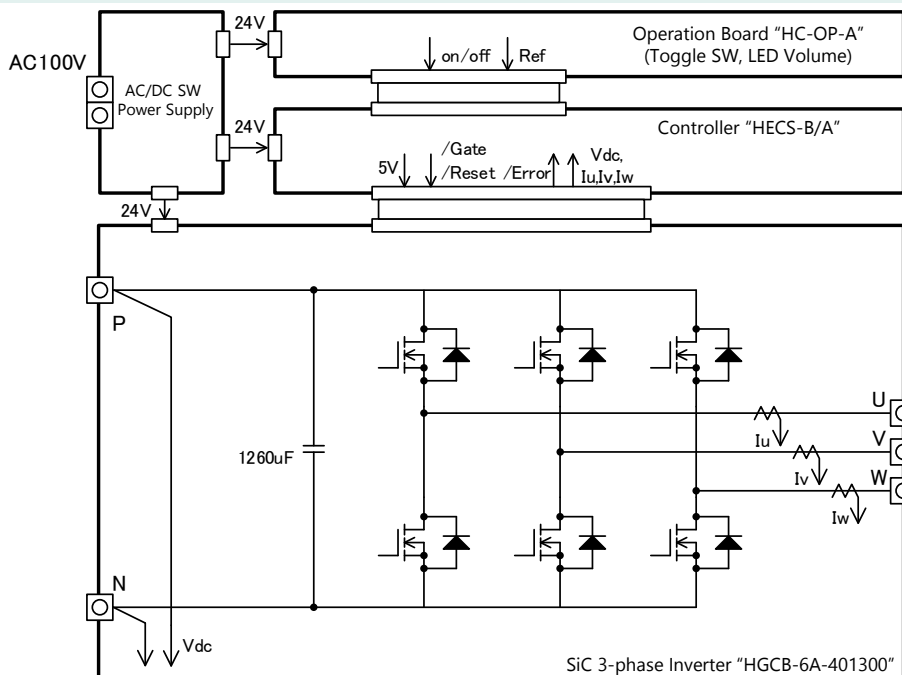 24V
Operation Board "HC-OP-A"
(Toggle SW, LED Volume)
on/off
Ref
AC100V
AC/DC SW
Power Supply
24V
Controller "HECS-B/A"
5V
/Gate
/Reset /Error
Vdc,
Iu,Iv,Iw
24V
P
1260uF
U
Iu
V
Iv
W
Iw
N
Vdc
SiC 3-phase Inverter "HGCB-6A-401300"